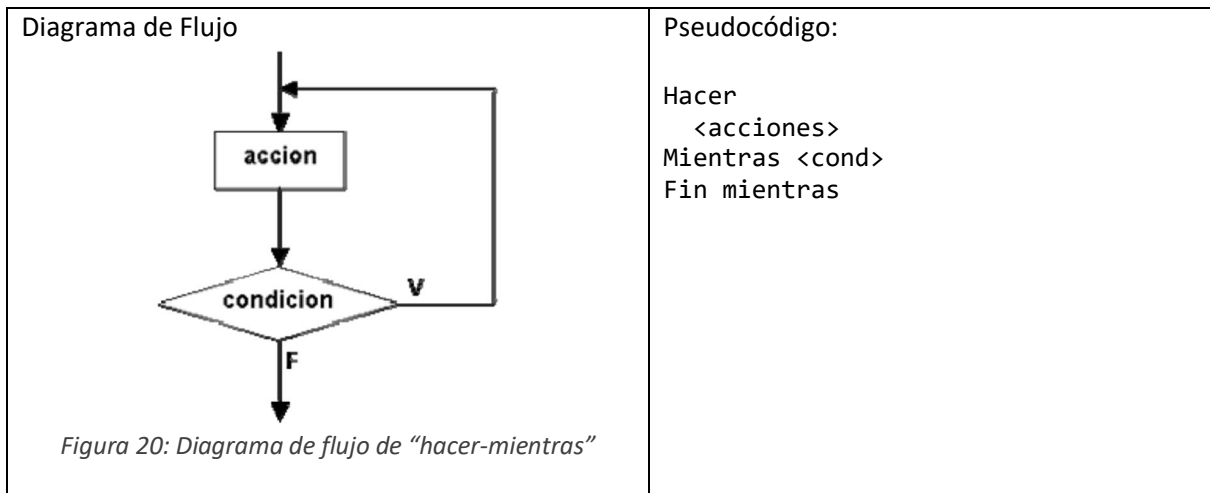 Diagrama de Flujo
accion
condicion
V
F
Figura 20: Diagrama de flujo de “hacer-mientras”
Pseudocódigo:
Hacer
<acciones>
Mientras <cond>
Fin mientras